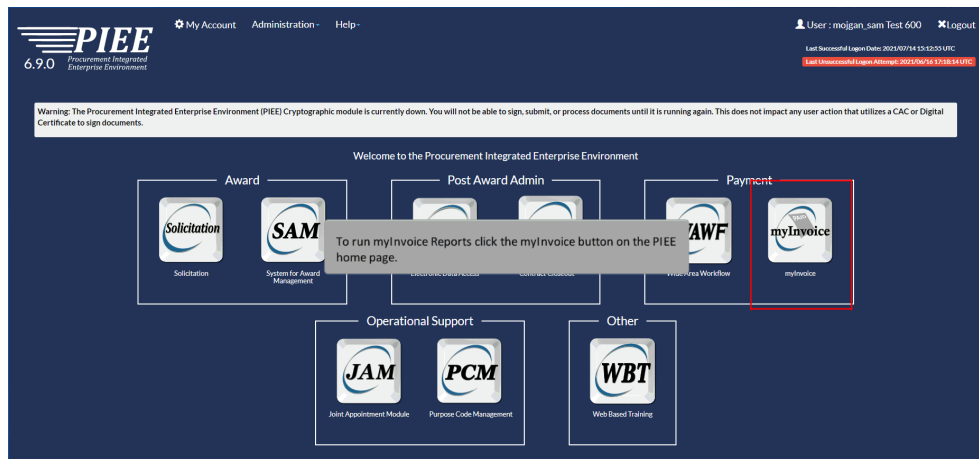 PIEE
Procurement Integrated
Enterprise Environment
6.9.0
My Account Administration Help
User : mojgan_sam Test 600 Logout
Last Successful Logon Date: 2021/07/14 15:12:55 UTC
Last Unsuccessful Logon Attempt: 2021/06/16 17:18:14 UTC
Warning: The Procurement Integrated Enterprise Environment (PIEE) Cryptographic module is currently down. You will not be able to sign, submit, or process documents until it is running again. This does not impact any user action that utilizes a CAC or Digital
Certificate to sign documents.
Welcome to the Procurement Integrated Enterprise Environment
Award
Post Award Admin
Payment
Solicitation
SAM
AWF
PAID
myInvoice
To run myInvoice Reports click the myInvoice button on the PIEE
home page.
Solicitation
System for Award
Management
Electronic Data Access
Contract Closeout
Wide Area Workflow
myInvoice
Operational Support
Other
JAM
PCM
WBT
Joint Appointment Module
Purpose Code Management
Web Based Training